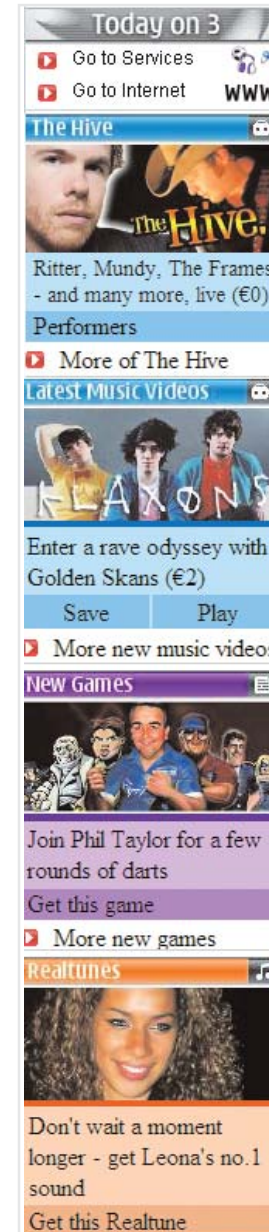 Today on 3
Go to Services
Go to Internet WWW
The Hive
The Hive.
Ritter, Mundy, The Frames
- and many more, live (€0)
Performers
More of The Hive
Latest Music Videos
KLAXONS
Enter a rave odyssey with
Golden Skans (€2)
Save Play
More new music videos
New Games
Join Phil Taylor for a few
rounds of darts
Get this game
More new games
Realtunes
Don't wait a moment
longer - get Leona's no.1
sound
Get this Realtune